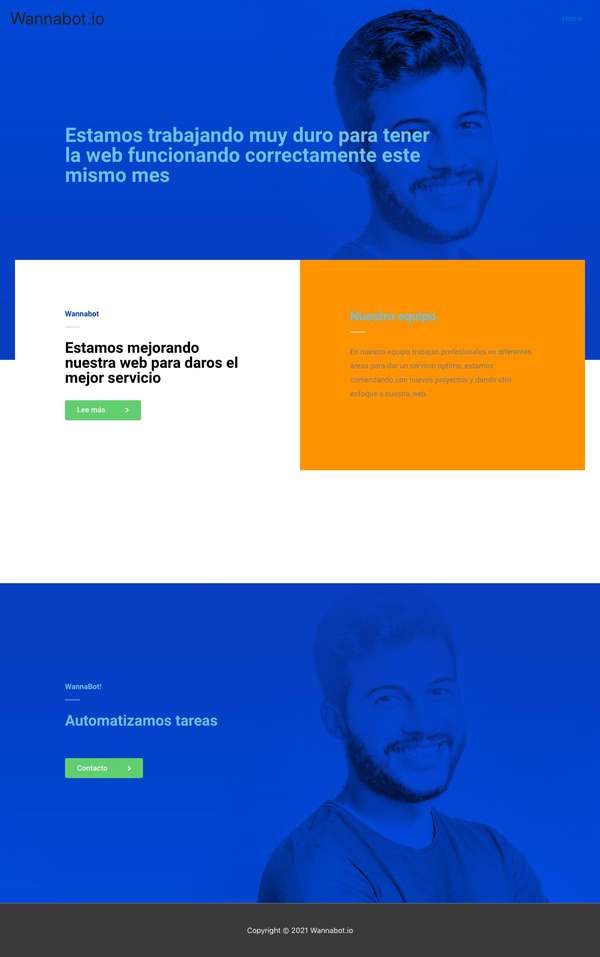 Wannabot.io
Home
Estamos trabajando muy duro para tener
la web funcionando correctamente este
mismo mes
Wannabot
Estamos mejorando
nuestra web para daros el
mejor servicio
Lee más
Nuestro equipo
En nuestro equipo trabajan profesionales en diferentes
áreas para dar un servicio óptimo, estamos
comenzando con nuevos proyectos y dando otro
enfoque a nuestra web.
WannaBot!
Automatizamos tareas
Contacto
Copyright © 2021 Wannabot.io